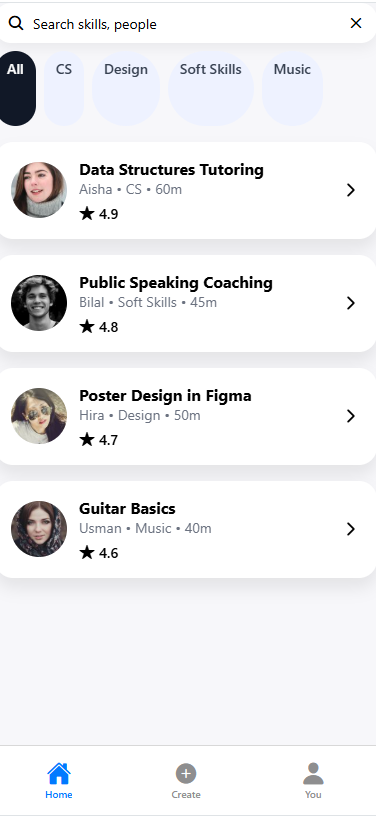 Search skills, people
All CS Design Soft Skills Music
Data Structures Tutoring
Aisha • CS • 60m
★ 4.9
Public Speaking Coaching
Bilal • Soft Skills • 45m
★ 4.8
Poster Design in Figma
Hira • Design • 50m
★ 4.7
Guitar Basics
Usman • Music • 40m
★ 4.6
Home Create You